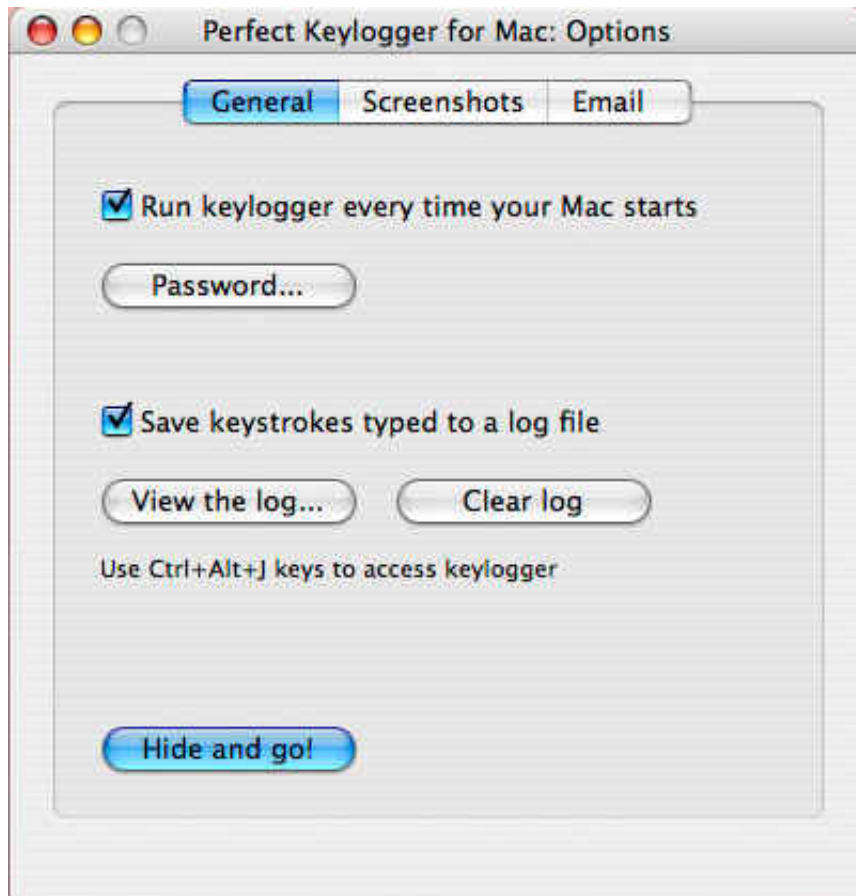 Perfect Keylogger for Mac: Options
General Screenshots Email
Run keylogger every time your Mac starts
Password...
Save keystrokes typed to a log file
View the log... Clear log
Use Ctrl+Alt+J keys to access keylogger
Hide and go!